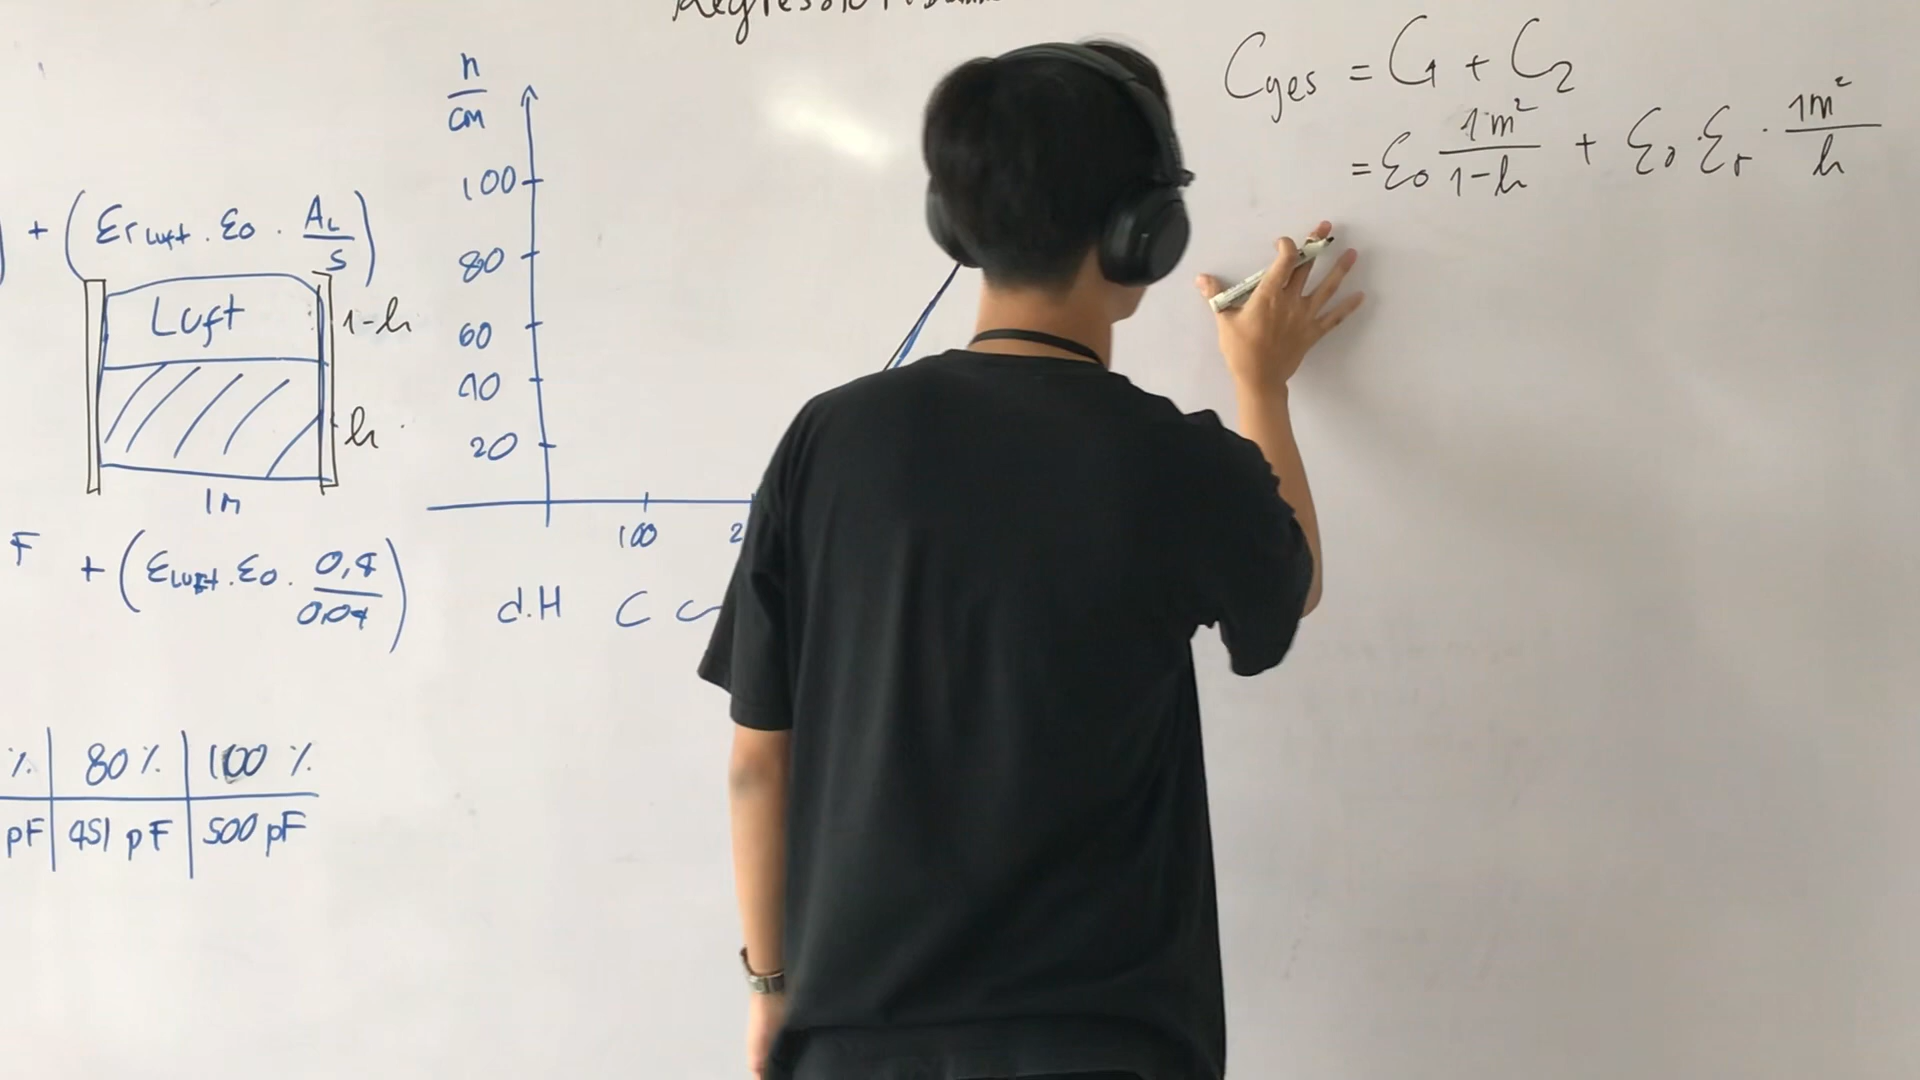 + (εr Luft · ε0 · AL/S)
Luft
1-h
h
1m
F + (εLuft · ε0 · 0,4/0,04)
% | 80 % | 100 %
pF | 451 pF | 500 pF
h/cm
100
80
60
40
20
100 2
d.H C
Cges = C1 + C2
= ε0 1m²/1-h + ε0 · εr · 1m²/h